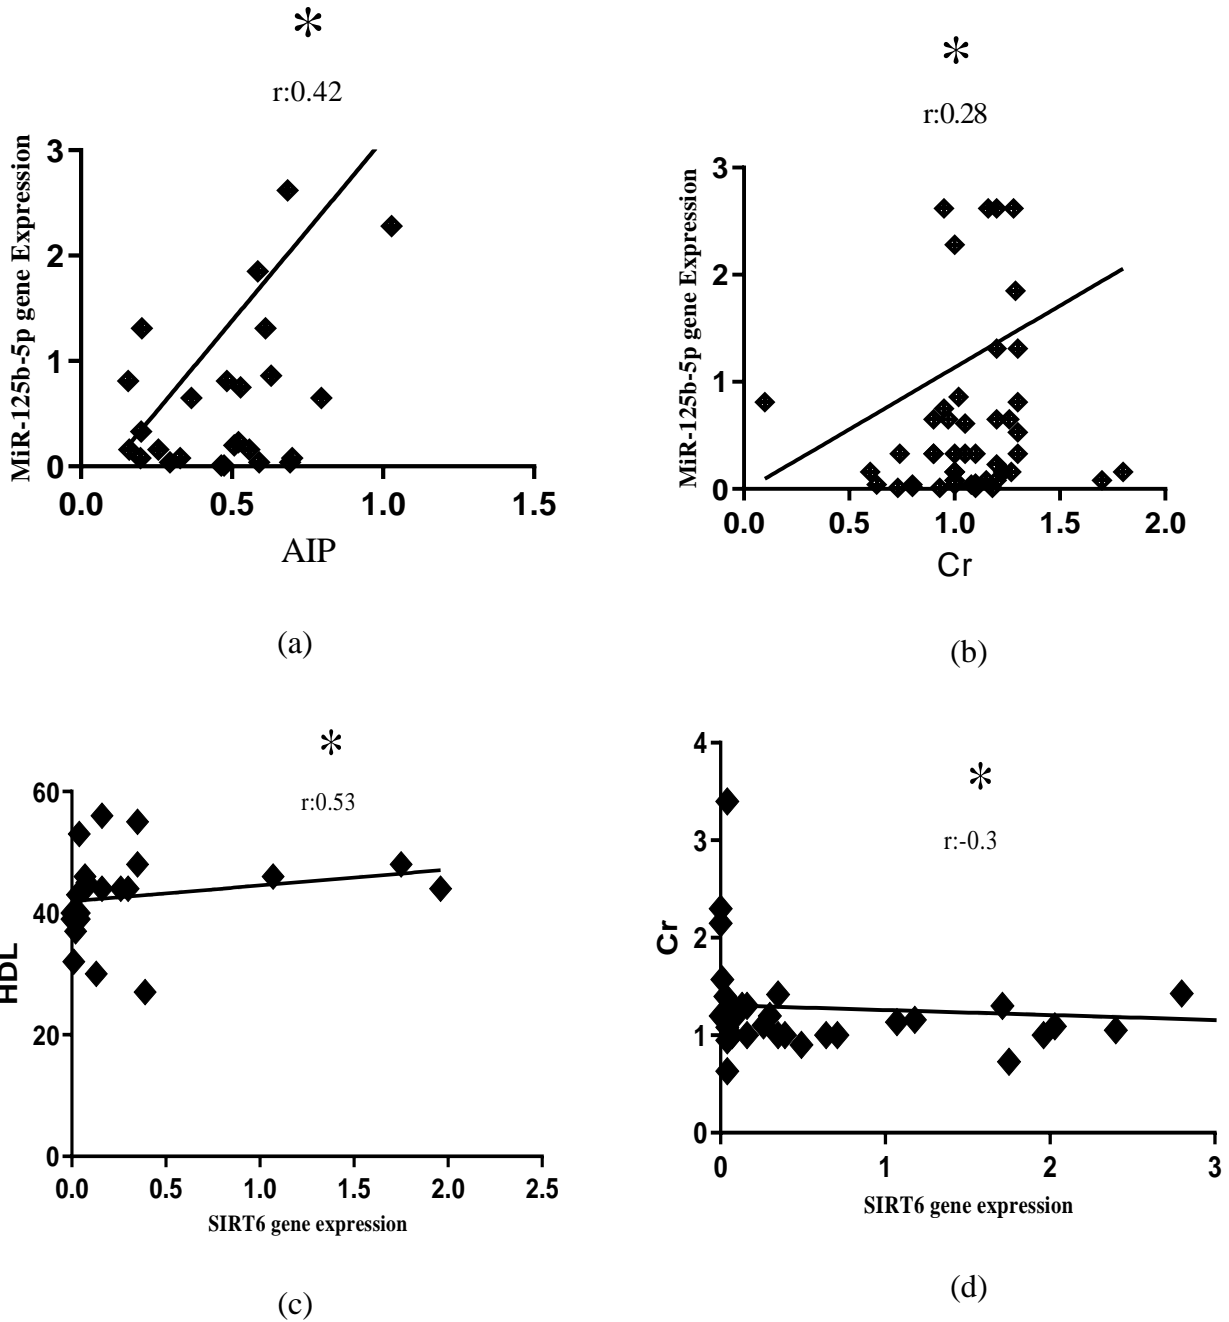 *
r:0.42
MiR-125b-5p gene Expression
3
2
1
0
0.0 0.5 1.0 1.5
AIP
(a)
*
r:0.28
MiR-125b-5p gene Expression
3
2
1
0
0.0 0.5 1.0 1.5 2.0
Cr
(b)
*
r:0.53
HDL
60
40
20
0
0.0 0.5 1.0 1.5 2.0 2.5
SIRT6 gene expression
(c)
*
r:-0.3
Cr
4
3
2
1
0
0 1 2 3
SIRT6 gene expression
(d)